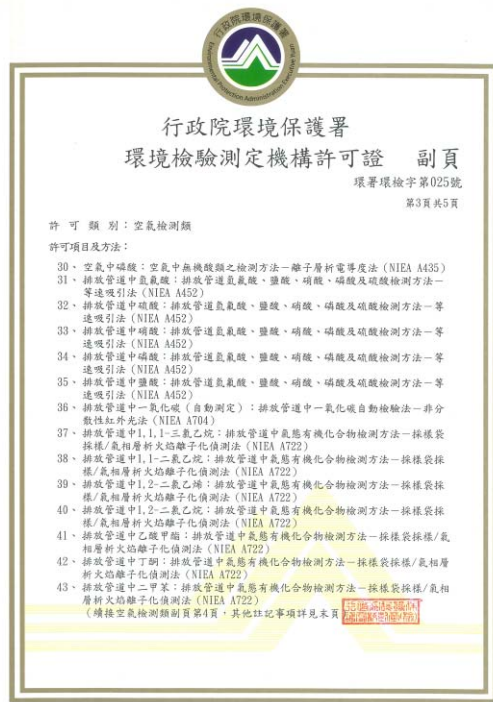 行政院環境保護署
Environmental Protection Administration Executive Yuan
行政院環境保護署
環境檢驗測定機構許可證 副頁
環署環檢字第025號
第3頁共5頁
許可類別：空氣檢測類
許可項目及方法：
30、空氣中磷酸：空氣中無機酸類之檢測方法－離子層析電導度法 (NIEA A435)
31、排放管道中氫氟酸：排放管道氫氟酸、鹽酸、硝酸、磷酸及硫酸檢測方法－
等速吸引法 (NIEA A452)
32、排放管道中硫酸：排放管道氫氟酸、鹽酸、硝酸、磷酸及硫酸檢測方法－等
速吸引法 (NIEA A452)
33、排放管道中硝酸：排放管道氫氟酸、鹽酸、硝酸、磷酸及硫酸檢測方法－等
速吸引法 (NIEA A452)
34、排放管道中磷酸：排放管道氫氟酸、鹽酸、硝酸、磷酸及硫酸檢測方法－等
速吸引法 (NIEA A452)
35、排放管道中鹽酸：排放管道氫氟酸、鹽酸、硝酸、磷酸及硫酸檢測方法－等
速吸引法 (NIEA A452)
36、排放管道中一氧化碳（自動測定）：排放管道中一氧化碳自動檢驗法－非分
散性紅外光法 (NIEA A704)
37、排放管道中1,1,1-三氯乙烷：排放管道中氣態有機化合物檢測方法－採樣袋
採樣/氣相層析火焰離子化偵測法 (NIEA A722)
38、排放管道中1,1-二氯乙烷：排放管道中氣態有機化合物檢測方法－採樣袋採
樣/氣相層析火焰離子化偵測法 (NIEA A722)
39、排放管道中1,2-二氯乙烯：排放管道中氣態有機化合物檢測方法－採樣袋採
樣/氣相層析火焰離子化偵測法 (NIEA A722)
40、排放管道中1,2-二氯乙烷：排放管道中氣態有機化合物檢測方法－採樣袋採
樣/氣相層析火焰離子化偵測法 (NIEA A722)
41、排放管道中乙酸甲酯：排放管道中氣態有機化合物檢測方法－採樣袋採樣/氣
相層析火焰離子化偵測法 (NIEA A722)
42、排放管道中丁酮：排放管道中氣態有機化合物檢測方法－採樣袋採樣/氣相層
析火焰離子化偵測法 (NIEA A722)
43、排放管道中二甲苯：排放管道中氣態有機化合物檢測方法－採樣袋採樣/氣相
層析火焰離子化偵測法 (NIEA A722)
（續接空氣檢測類副頁第4頁，其他註記事項詳見末頁